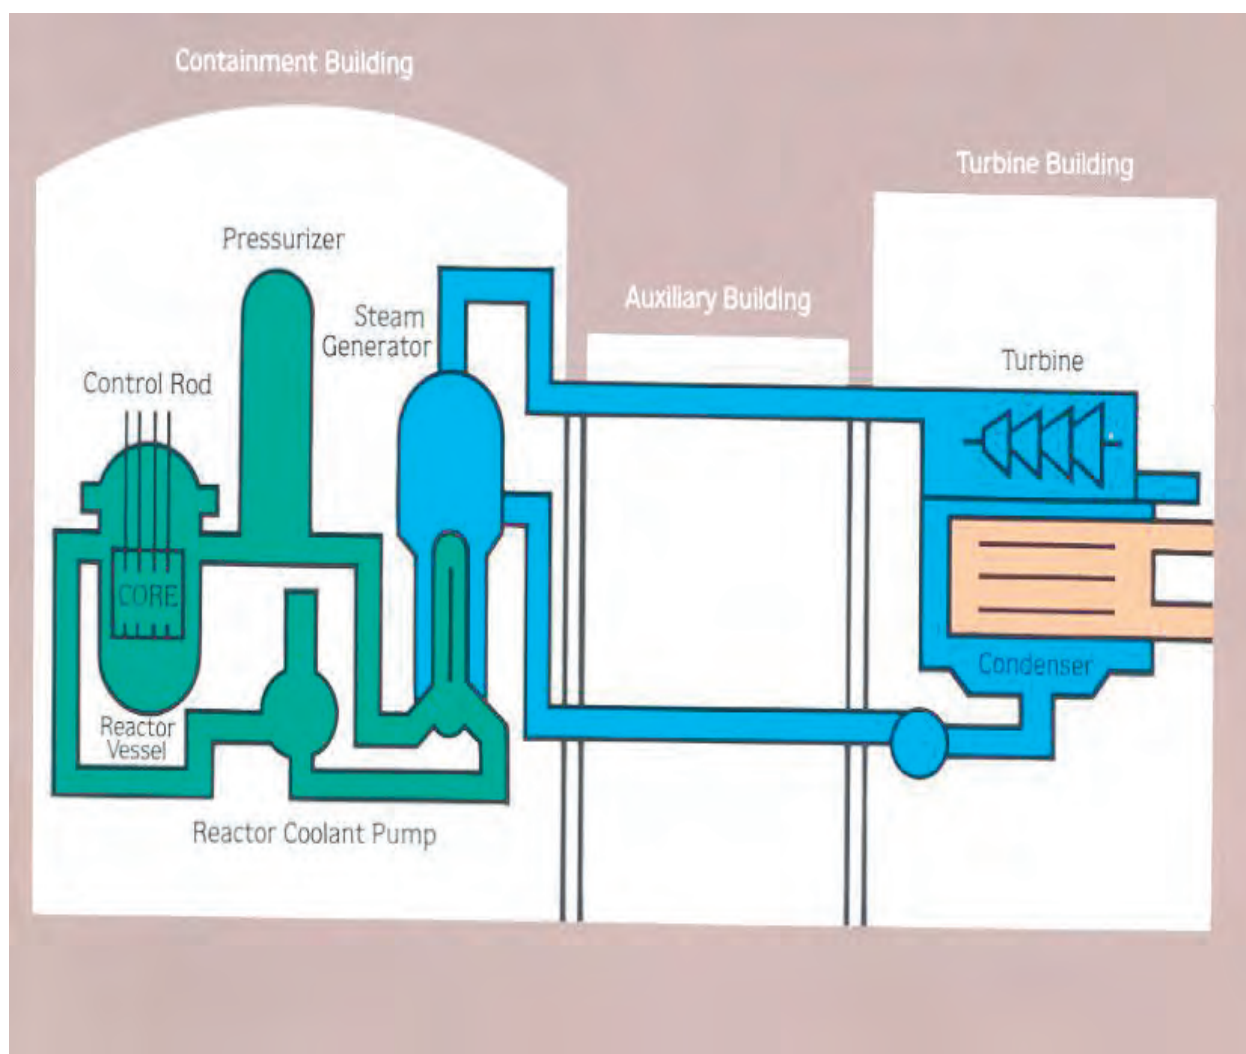 Containment Building
Turbine Building
Pressurizer
Auxiliary Building
Steam
Generator
Turbine
Control Rod
CORE
Condenser
Reactor
Vessel
Reactor Coolant Pump